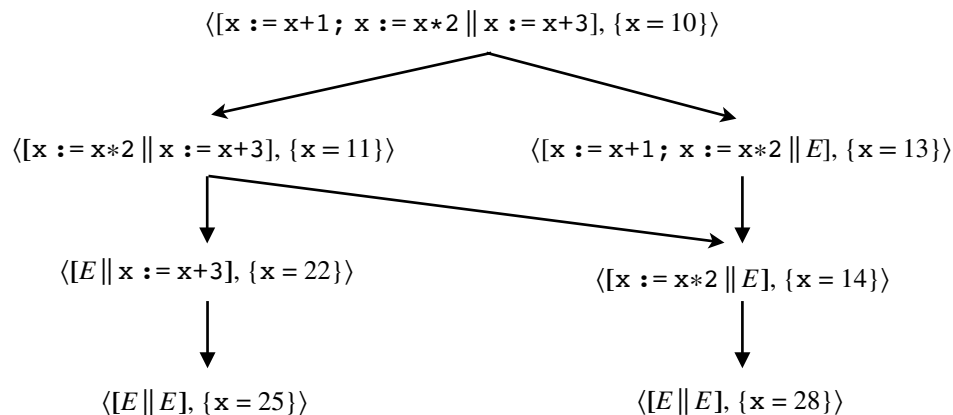 ⟨[x := x+1; x := x*2 ∥ x := x+3], {x = 10}⟩
⟨[x := x*2 ∥ x := x+3], {x = 11}⟩
⟨[x := x+1; x := x*2 ∥ E], {x = 13}⟩
⟨[E ∥ x := x+3], {x = 22}⟩
⟨[x := x*2 ∥ E], {x = 14}⟩
⟨[E ∥ E], {x = 25}⟩
⟨[E ∥ E], {x = 28}⟩